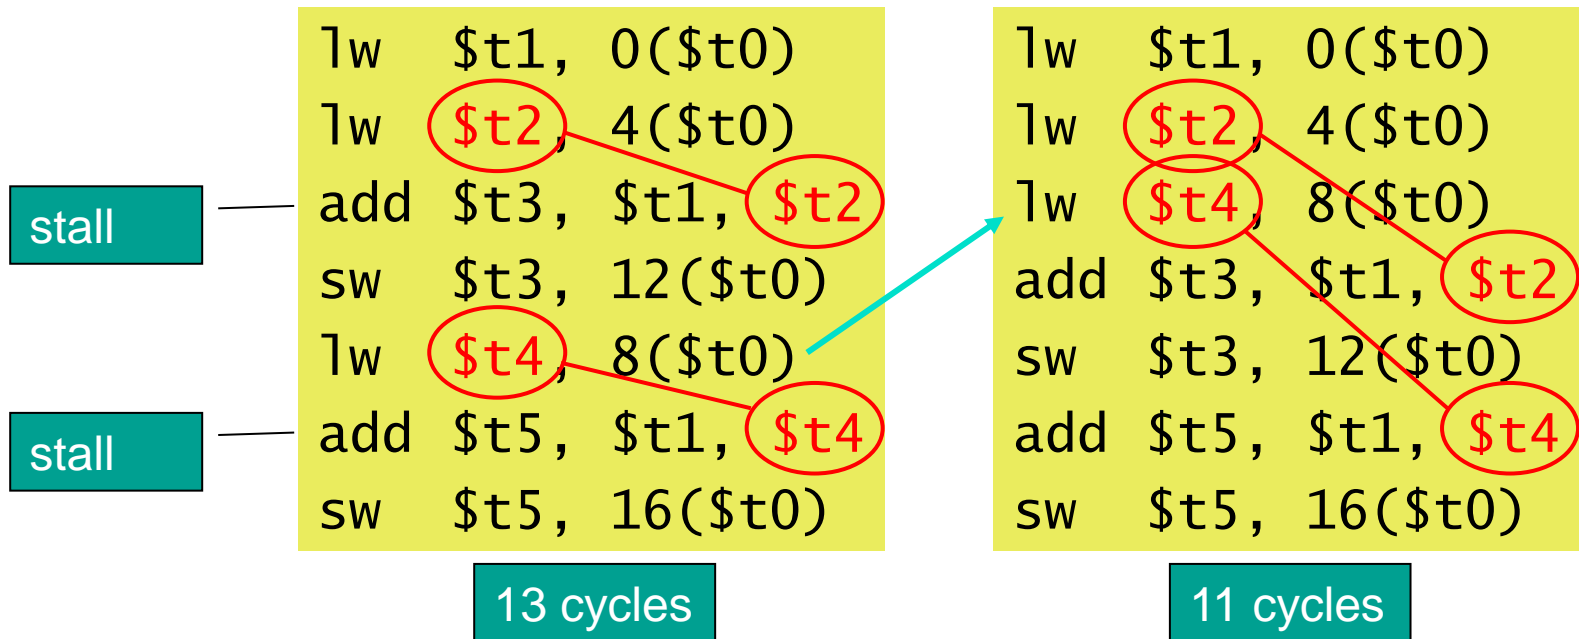 lw $t1, 0($t0)
lw $t2, 4($t0)
stall
add $t3, $t1, $t2
sw $t3, 12($t0)
lw $t4, 8($t0)
stall
add $t5, $t1, $t4
sw $t5, 16($t0)
13 cycles
lw $t1, 0($t0)
lw $t2, 4($t0)
lw $t4, 8($t0)
add $t3, $t1, $t2
sw $t3, 12($t0)
add $t5, $t1, $t4
sw $t5, 16($t0)
11 cycles